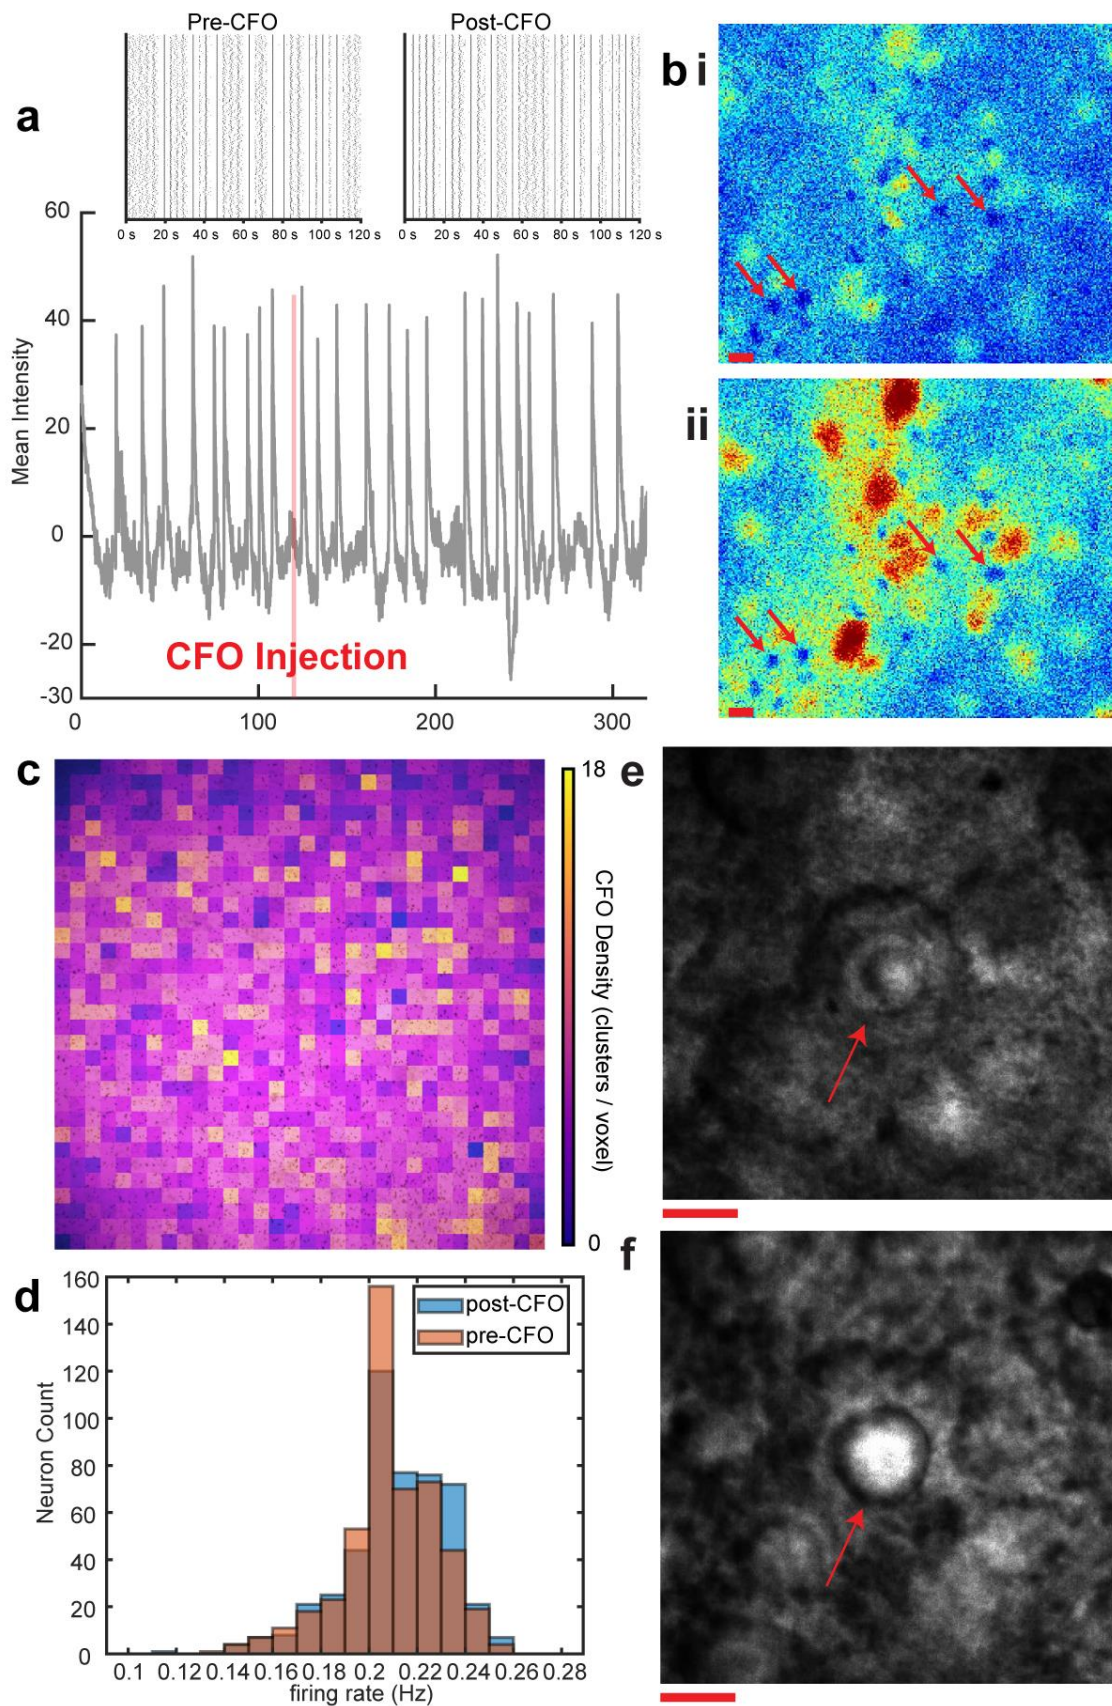 Pre-CFO
Post-CFO
0 s 20 s 40 s 60 s 80 s 100 s 120 s
0 s 20 s 40 s 60 s 80 s 100 s 120 s
a
60
40
20
0
-20
-30
Mean Intensity
CFO Injection
0 100 200 300
b i
ii
c
18
0
CFO Density (clusters / voxel)
d
160
140
120
100
80
60
40
20
0
Neuron Count
post-CFO
pre-CFO
0.1 0.12 0.14 0.16 0.18 0.2 0.22 0.24 0.26 0.28
firing rate (Hz)
e
f